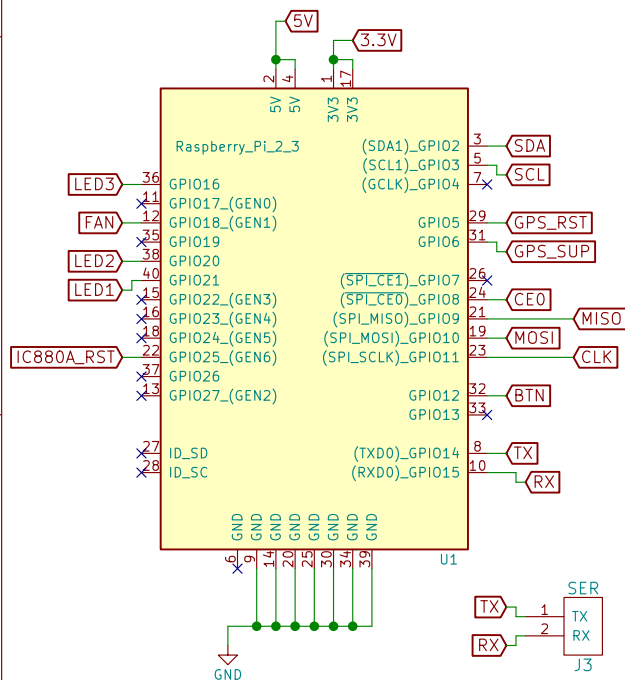 5V
3.3V
2 4 1 17
5V 5V 3V3 3V3
Raspberry_Pi_2_3
(SDA1)_GPIO2 3 SDA
(SCL1)_GPIO3 5 SCL
(GCLK)_GPIO4 7
LED3 36 GPIO16
11 GPIO17_(GEN0)
FAN 12 GPIO18_(GEN1)
35 GPIO19
LED2 38 GPIO20
LED1 40 GPIO21
15 GPIO22_(GEN3)
16 GPIO23_(GEN4)
18 GPIO24_(GEN5)
IC880A_RST 22 GPIO25_(GEN6)
37 GPIO26
13 GPIO27_(GEN2)
27 ID_SD
28 ID_SC
GPIO5 29 GPS_RST
GPIO6 31 GPS_SUP
(SPI_CE1)_GPIO7 26
(SPI_CE0)_GPIO8 24 CE0
(SPI_MISO)_GPIO9 21 MISO
(SPI_MOSI)_GPIO10 19 MOSI
(SPI_SCLK)_GPIO11 23 CLK
GPIO12 32 BTN
GPIO13 33
(TXD0)_GPIO14 8 TX
(RXD0)_GPIO15 10 RX
GND GND GND GND GND GND GND GND
6 9 14 20 25 30 34 39
U1
GND
SER
TX 1 TX
RX 2 RX
J3